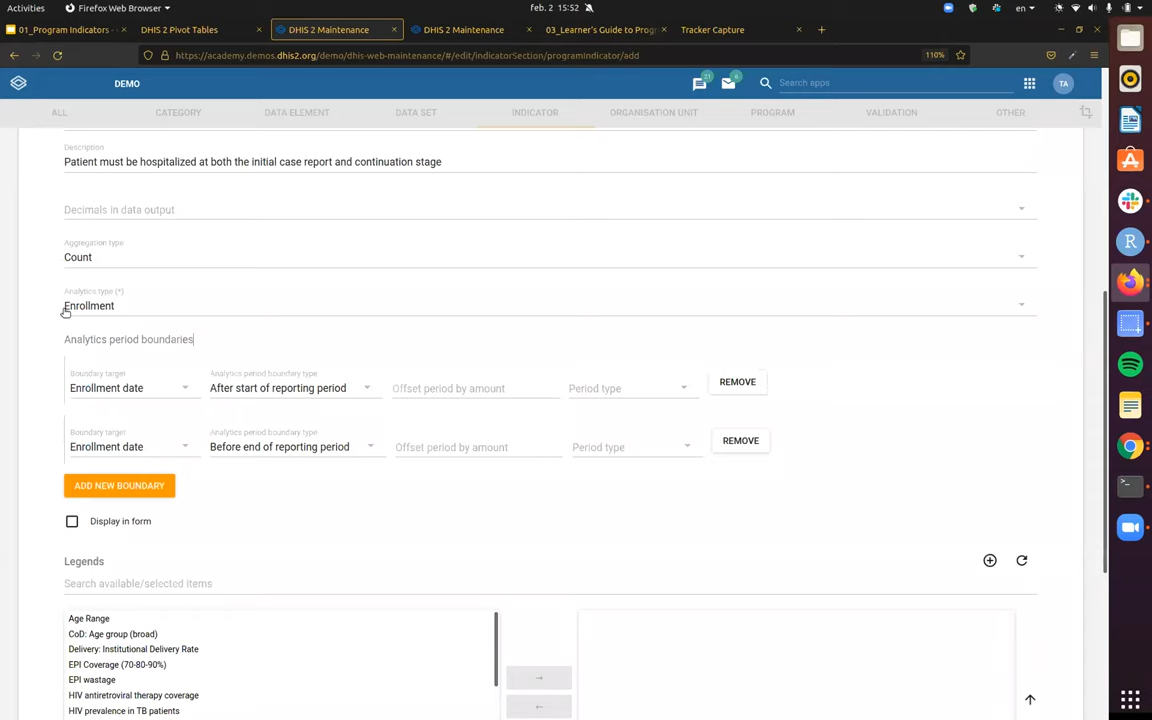 Activities Firefox Web Browser feb. 2 15:52 en
01_Program Indicators - DHIS 2 Pivot Tables DHIS 2 Maintenance DHIS 2 Maintenance 03_Learner's Guide to Prog Tracker Capture
https://academy.demos.dhis2.org/demo/dhis-web-maintenance/#/edit/indicatorSection/programIndicator/add 110%
DEMO 21 6 Search apps TA
ALL CATEGORY DATA ELEMENT DATA SET INDICATOR ORGANISATION UNIT PROGRAM VALIDATION OTHER
Description
Patient must be hospitalized at both the initial case report and continuation stage
Decimals in data output
Aggregation type
Count
Analytics type (*)
Enrollment
Analytics period boundaries
Boundary target Analytics period boundary type
Enrollment date After start of reporting period Offset period by amount Period type REMOVE
Boundary target Analytics period boundary type
Enrollment date Before end of reporting period Offset period by amount Period type REMOVE
ADD NEW BOUNDARY
Display in form
Legends
Search available/selected items
Age Range
CoD: Age group (broad)
Delivery: Institutional Delivery Rate
EPI Coverage (70-80-90%)
EPI wastage
HIV antiretroviral therapy coverage
HIV prevalence in TB patients